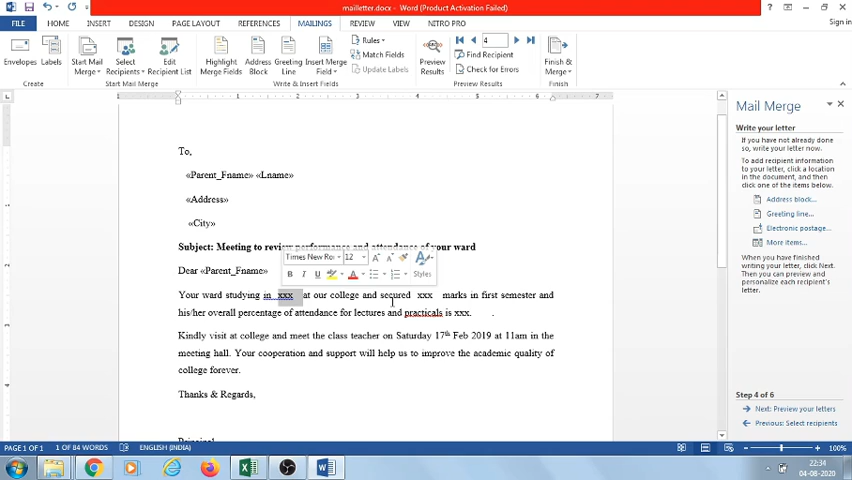 mailletter.docx - Word (Product Activation Failed)
FILE HOME INSERT DESIGN PAGE LAYOUT REFERENCES MAILINGS REVIEW VIEW NITRO PRO
Sign in
Envelopes Labels
Create
Start Mail Merge Select Recipients Edit Recipient List
Start Mail Merge
Highlight Merge Fields Address Block Greeting Line Insert Merge Field
Rules
Match Fields
Update Labels
Write & Insert Fields
Preview Results
4
Find Recipient
Check for Errors
Preview Results
Finish & Merge
Finish
1 1 2 3 4 5 6 7
To,
«Parent_Fname» «Lname»
«Address»
«City»
Subject: Meeting to review performance and attendance of your ward
Times New Ro 12
B I U Styles
Dear «Parent_Fname»
Your ward studying in xxx at our college and secured xxx marks in first semester and
his/her overall percentage of attendance for lectures and practicals is xxx. .
Kindly visit at college and meet the class teacher on Saturday 17th Feb 2019 at 11am in the
meeting hall. Your cooperation and support will help us to improve the academic quality of
college forever.
Thanks & Regards,
Principal
Mail Merge
Write your letter
If you have not already done
so, write your letter now.
To add recipient information
to your letter, click a location
in the document, and then
click one of the items below.
Address block...
Greeting line...
Electronic postage...
More items...
When you have finished
writing your letter, click Next.
Then you can preview and
personalize each recipient's
letter.
Step 4 of 6
Next: Preview your letters
Previous: Select recipients
PAGE 1 OF 1 1 OF 84 WORDS ENGLISH (INDIA) 100%
22:34
04-08-2020